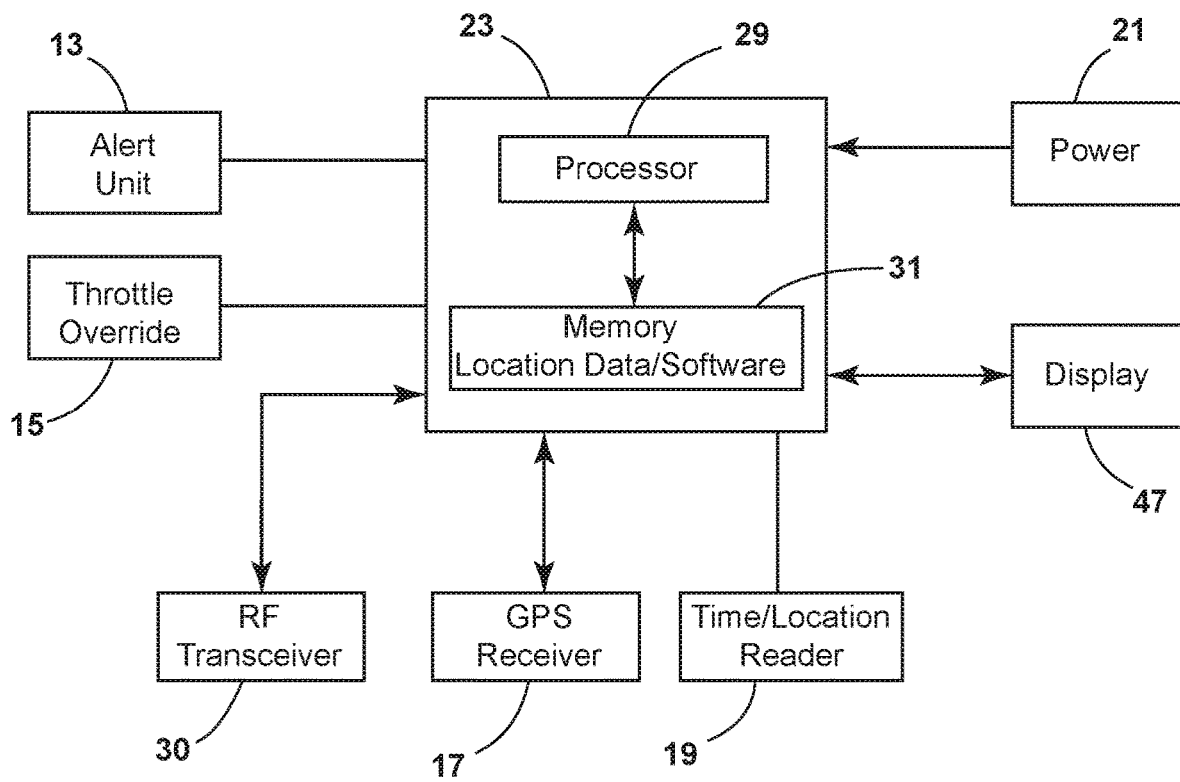 23
29
21
13
Alert
Unit
Processor
Power
31
Throttle
Override
Memory
Location Data/Software
Display
15
47
RF
Transceiver
GPS
Receiver
Time/Location
Reader
30
17
19